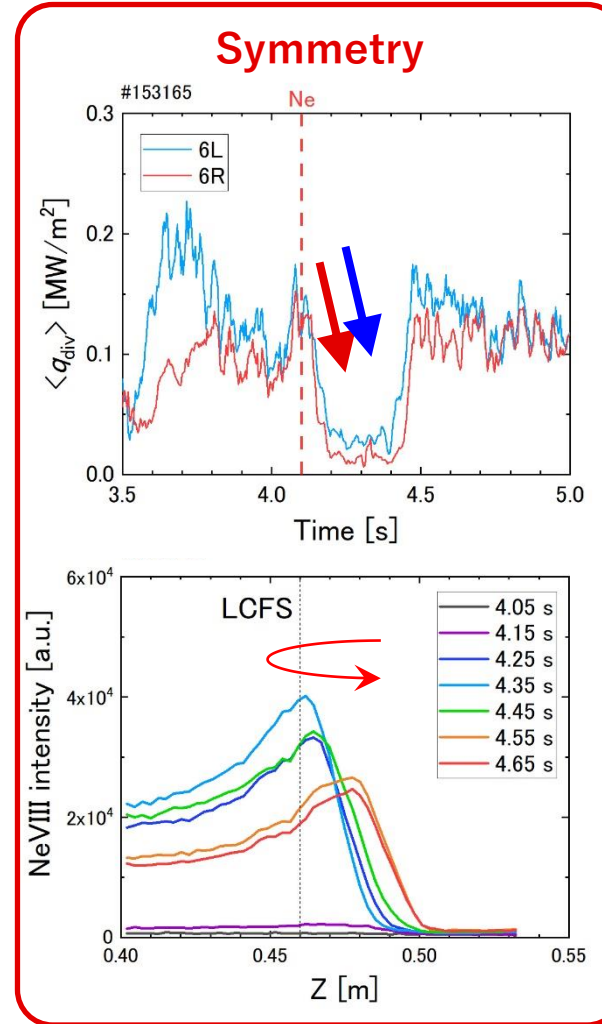 Symmetry
#153165
Ne
0.3
6L
6R
0.2
0.1
0.0
⟨q_div⟩ [MW/m²]
3.5 4.0 4.5 5.0
Time [s]
6x10⁴
LCFS
4.05 s
4.15 s
4.25 s
4.35 s
4.45 s
4.55 s
4.65 s
4x10⁴
2x10⁴
0
NeVIII intensity [a.u.]
0.40 0.45 0.50 0.55
Z [m]